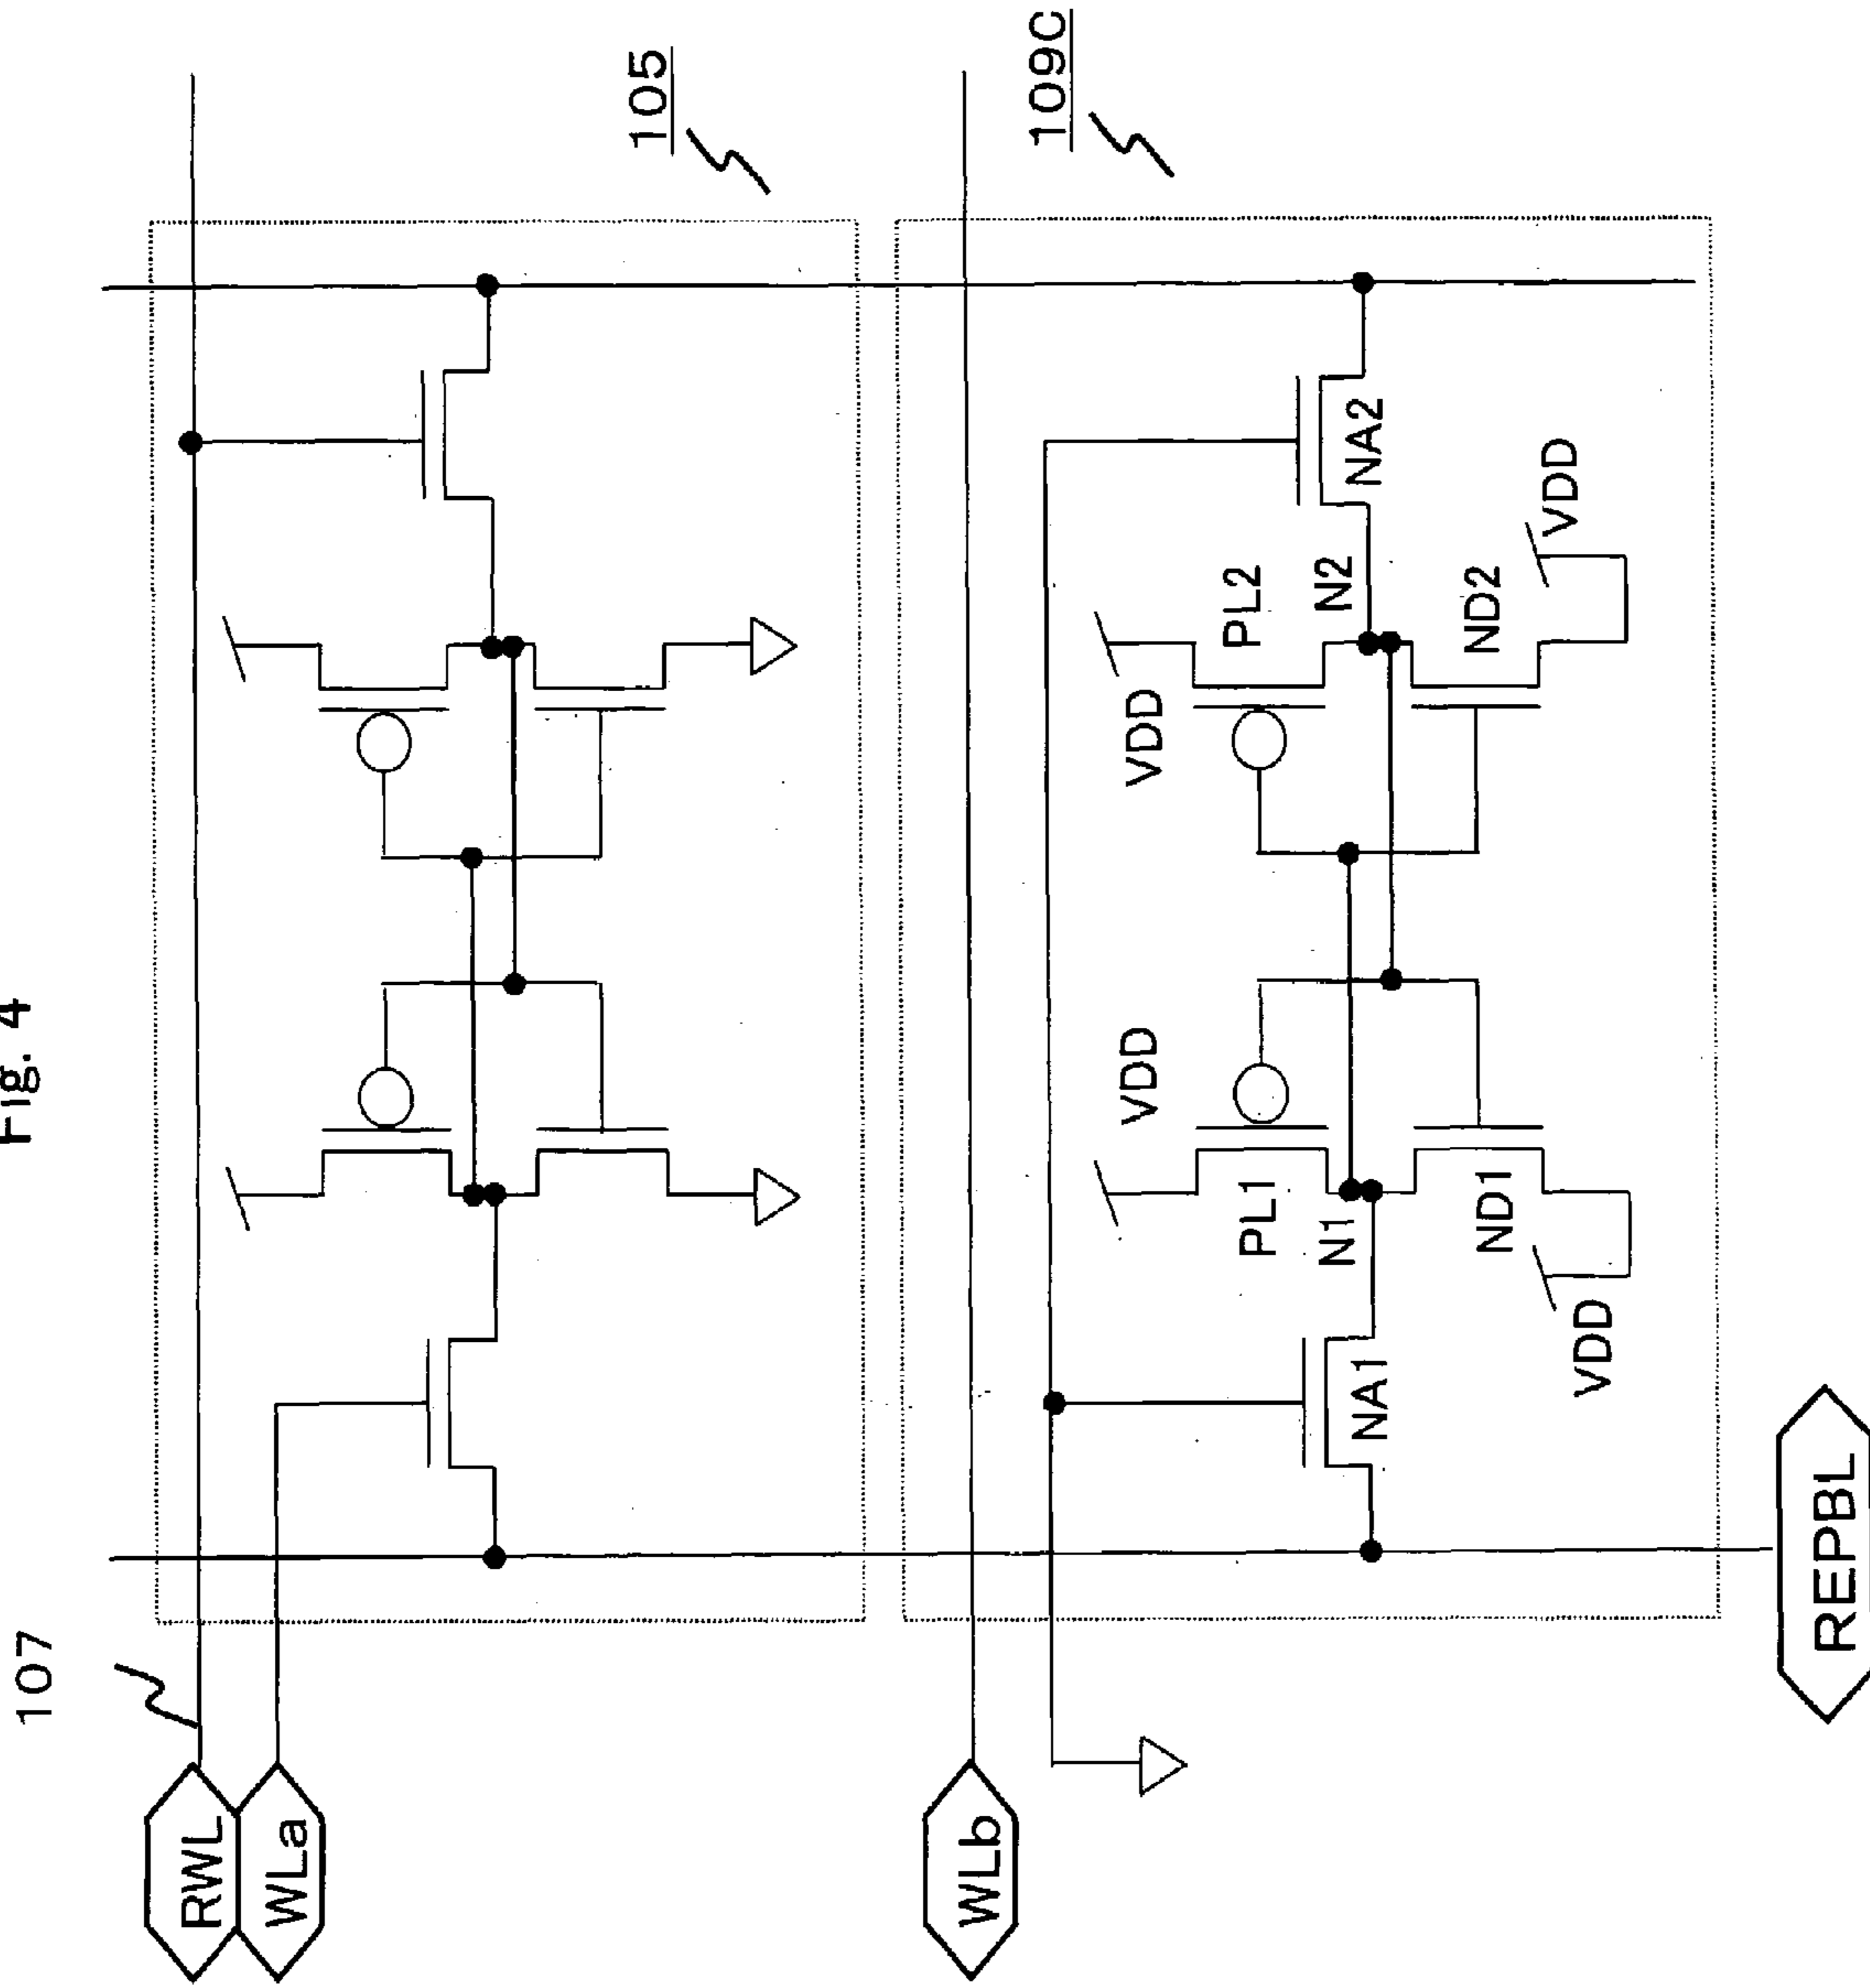 Fig. 4
107
RWL
WLa
105
WLb
109C
VDD
VDD
PL1
PL2
N1
N2
NA1
NA2
ND1
ND2
VDD
VDD
REPBL